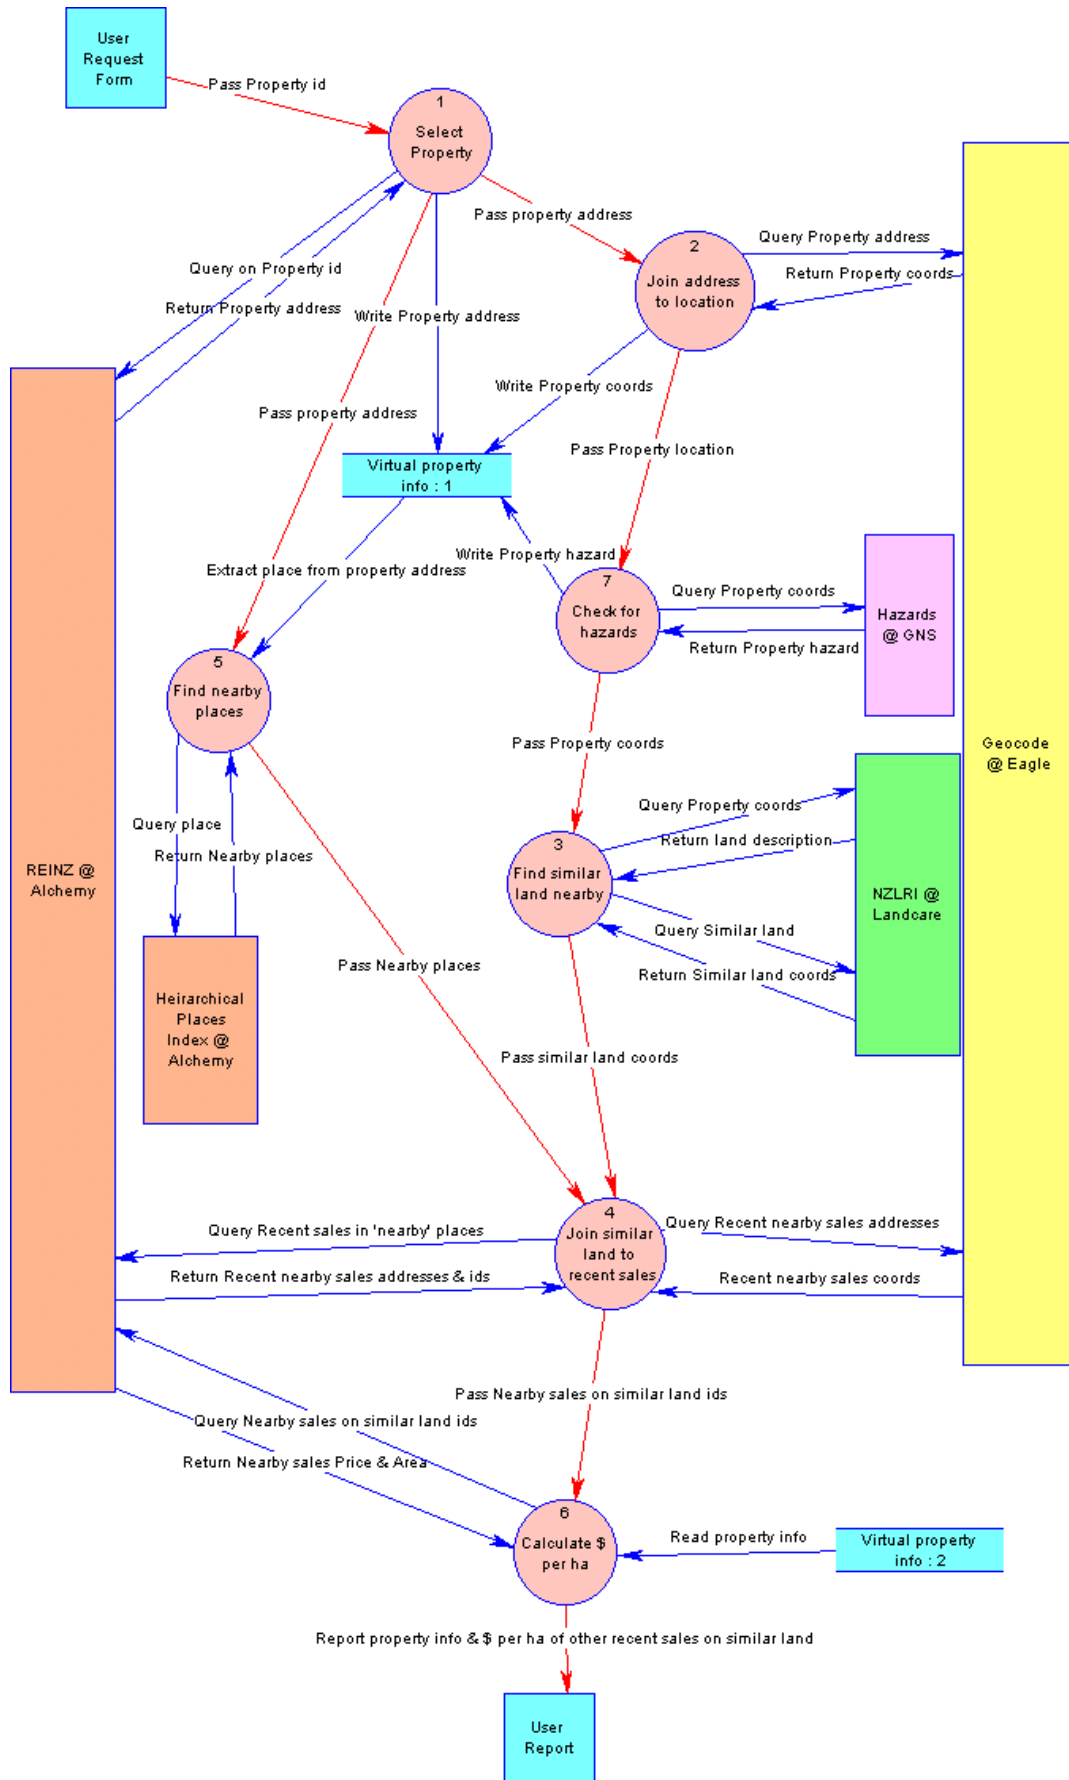 User
Request
Form
Pass Property id
1
Select
Property
Pass property address
Query Property address
2
Join address
to location
Return Property coords
Query on Property id
Return Property address
Write Property address
Write Property coords
Pass property address
Pass Property location
Virtual property
info : 1
Write Property hazard
Extract place from property address
7
Check for
hazards
Query Property coords
Return Property hazard
Hazards
@ GNS
5
Find nearby
places
Pass Property coords
Geocode
@ Eagle
Query place
Return Nearby places
Query Property coords
Return land description
3
Find similar
land nearby
REINZ @
Alchemy
NZLRI @
Landcare
Query Similar land
Return Similar land coords
Pass Nearby places
Heirarchical
Places
Index @
Alchemy
Pass similar land coords
4
Join similar
land to
recent sales
Query Recent sales in 'nearby' places
Query Recent nearby sales addresses
Return Recent nearby sales addresses & ids
Recent nearby sales coords
Pass Nearby sales on similar land ids
Query Nearby sales on similar land ids
Return Nearby sales Price & Area
6
Calculate $
per ha
Read property info
Virtual property
info : 2
Report property info & $ per ha of other recent sales on similar land
User
Report